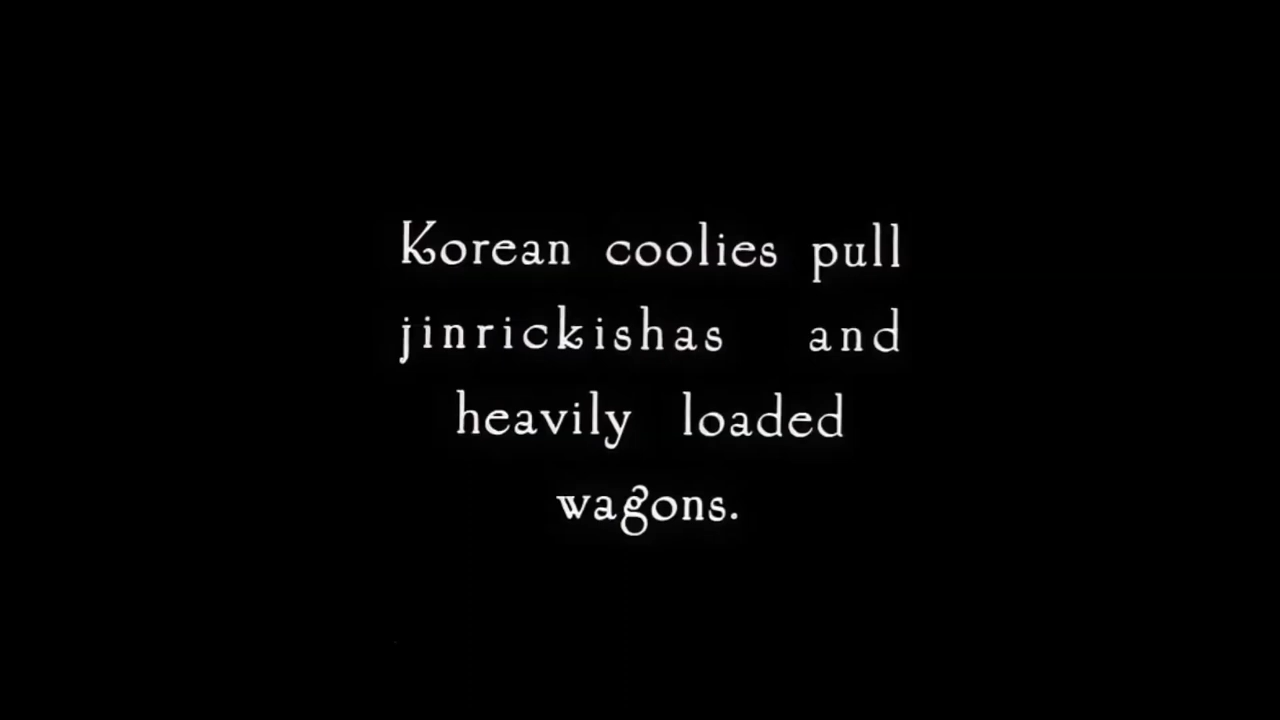 Korean coolies pull
jinrickishas and
heavily loaded
wagons.